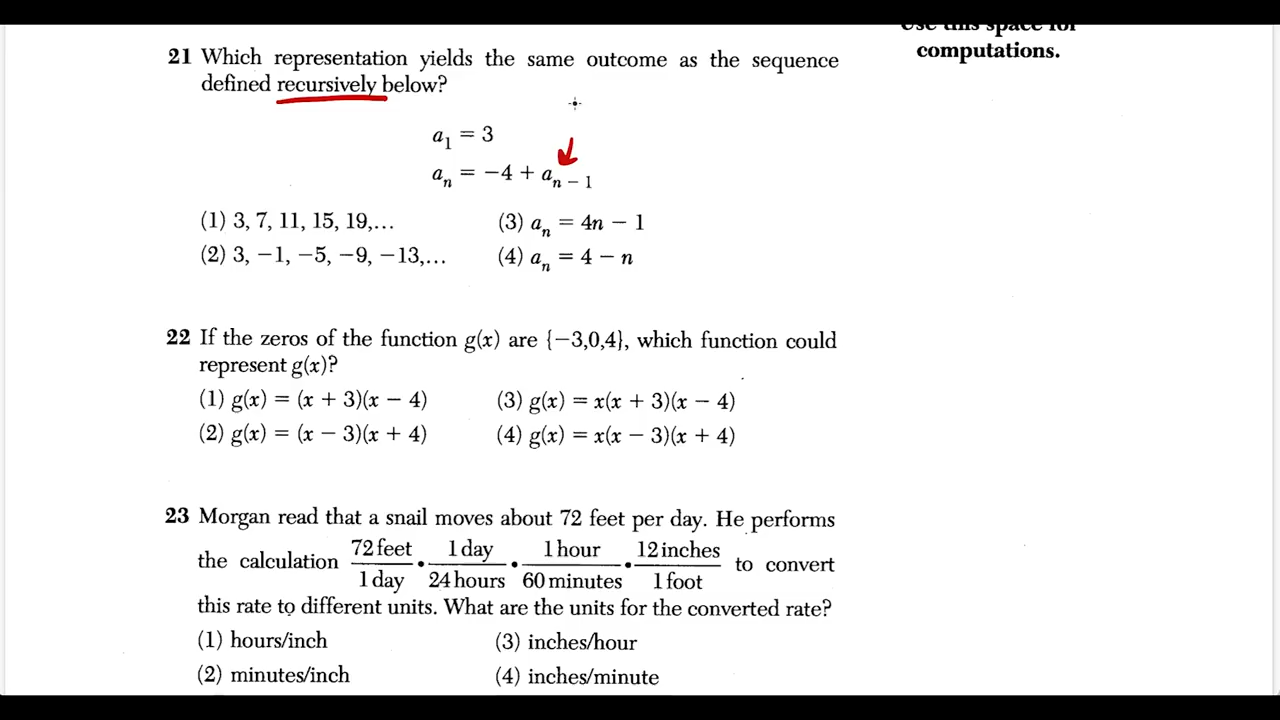 Use this space for
computations.
21 Which representation yields the same outcome as the sequence
defined recursively below?
a₁ = 3
aₙ = −4 + aₙ ₋ ₁
(1) 3, 7, 11, 15, 19,… (3) aₙ = 4n − 1
(2) 3, −1, −5, −9, −13,… (4) aₙ = 4 − n
22 If the zeros of the function g(x) are {−3,0,4}, which function could
represent g(x)?
(1) g(x) = (x + 3)(x − 4) (3) g(x) = x(x + 3)(x − 4)
(2) g(x) = (x − 3)(x + 4) (4) g(x) = x(x − 3)(x + 4)
23 Morgan read that a snail moves about 72 feet per day. He performs
the calculation 72 feet/1 day • 1 day/24 hours • 1 hour/60 minutes • 12 inches/1 foot to convert
this rate to different units. What are the units for the converted rate?
(1) hours/inch (3) inches/hour
(2) minutes/inch (4) inches/minute